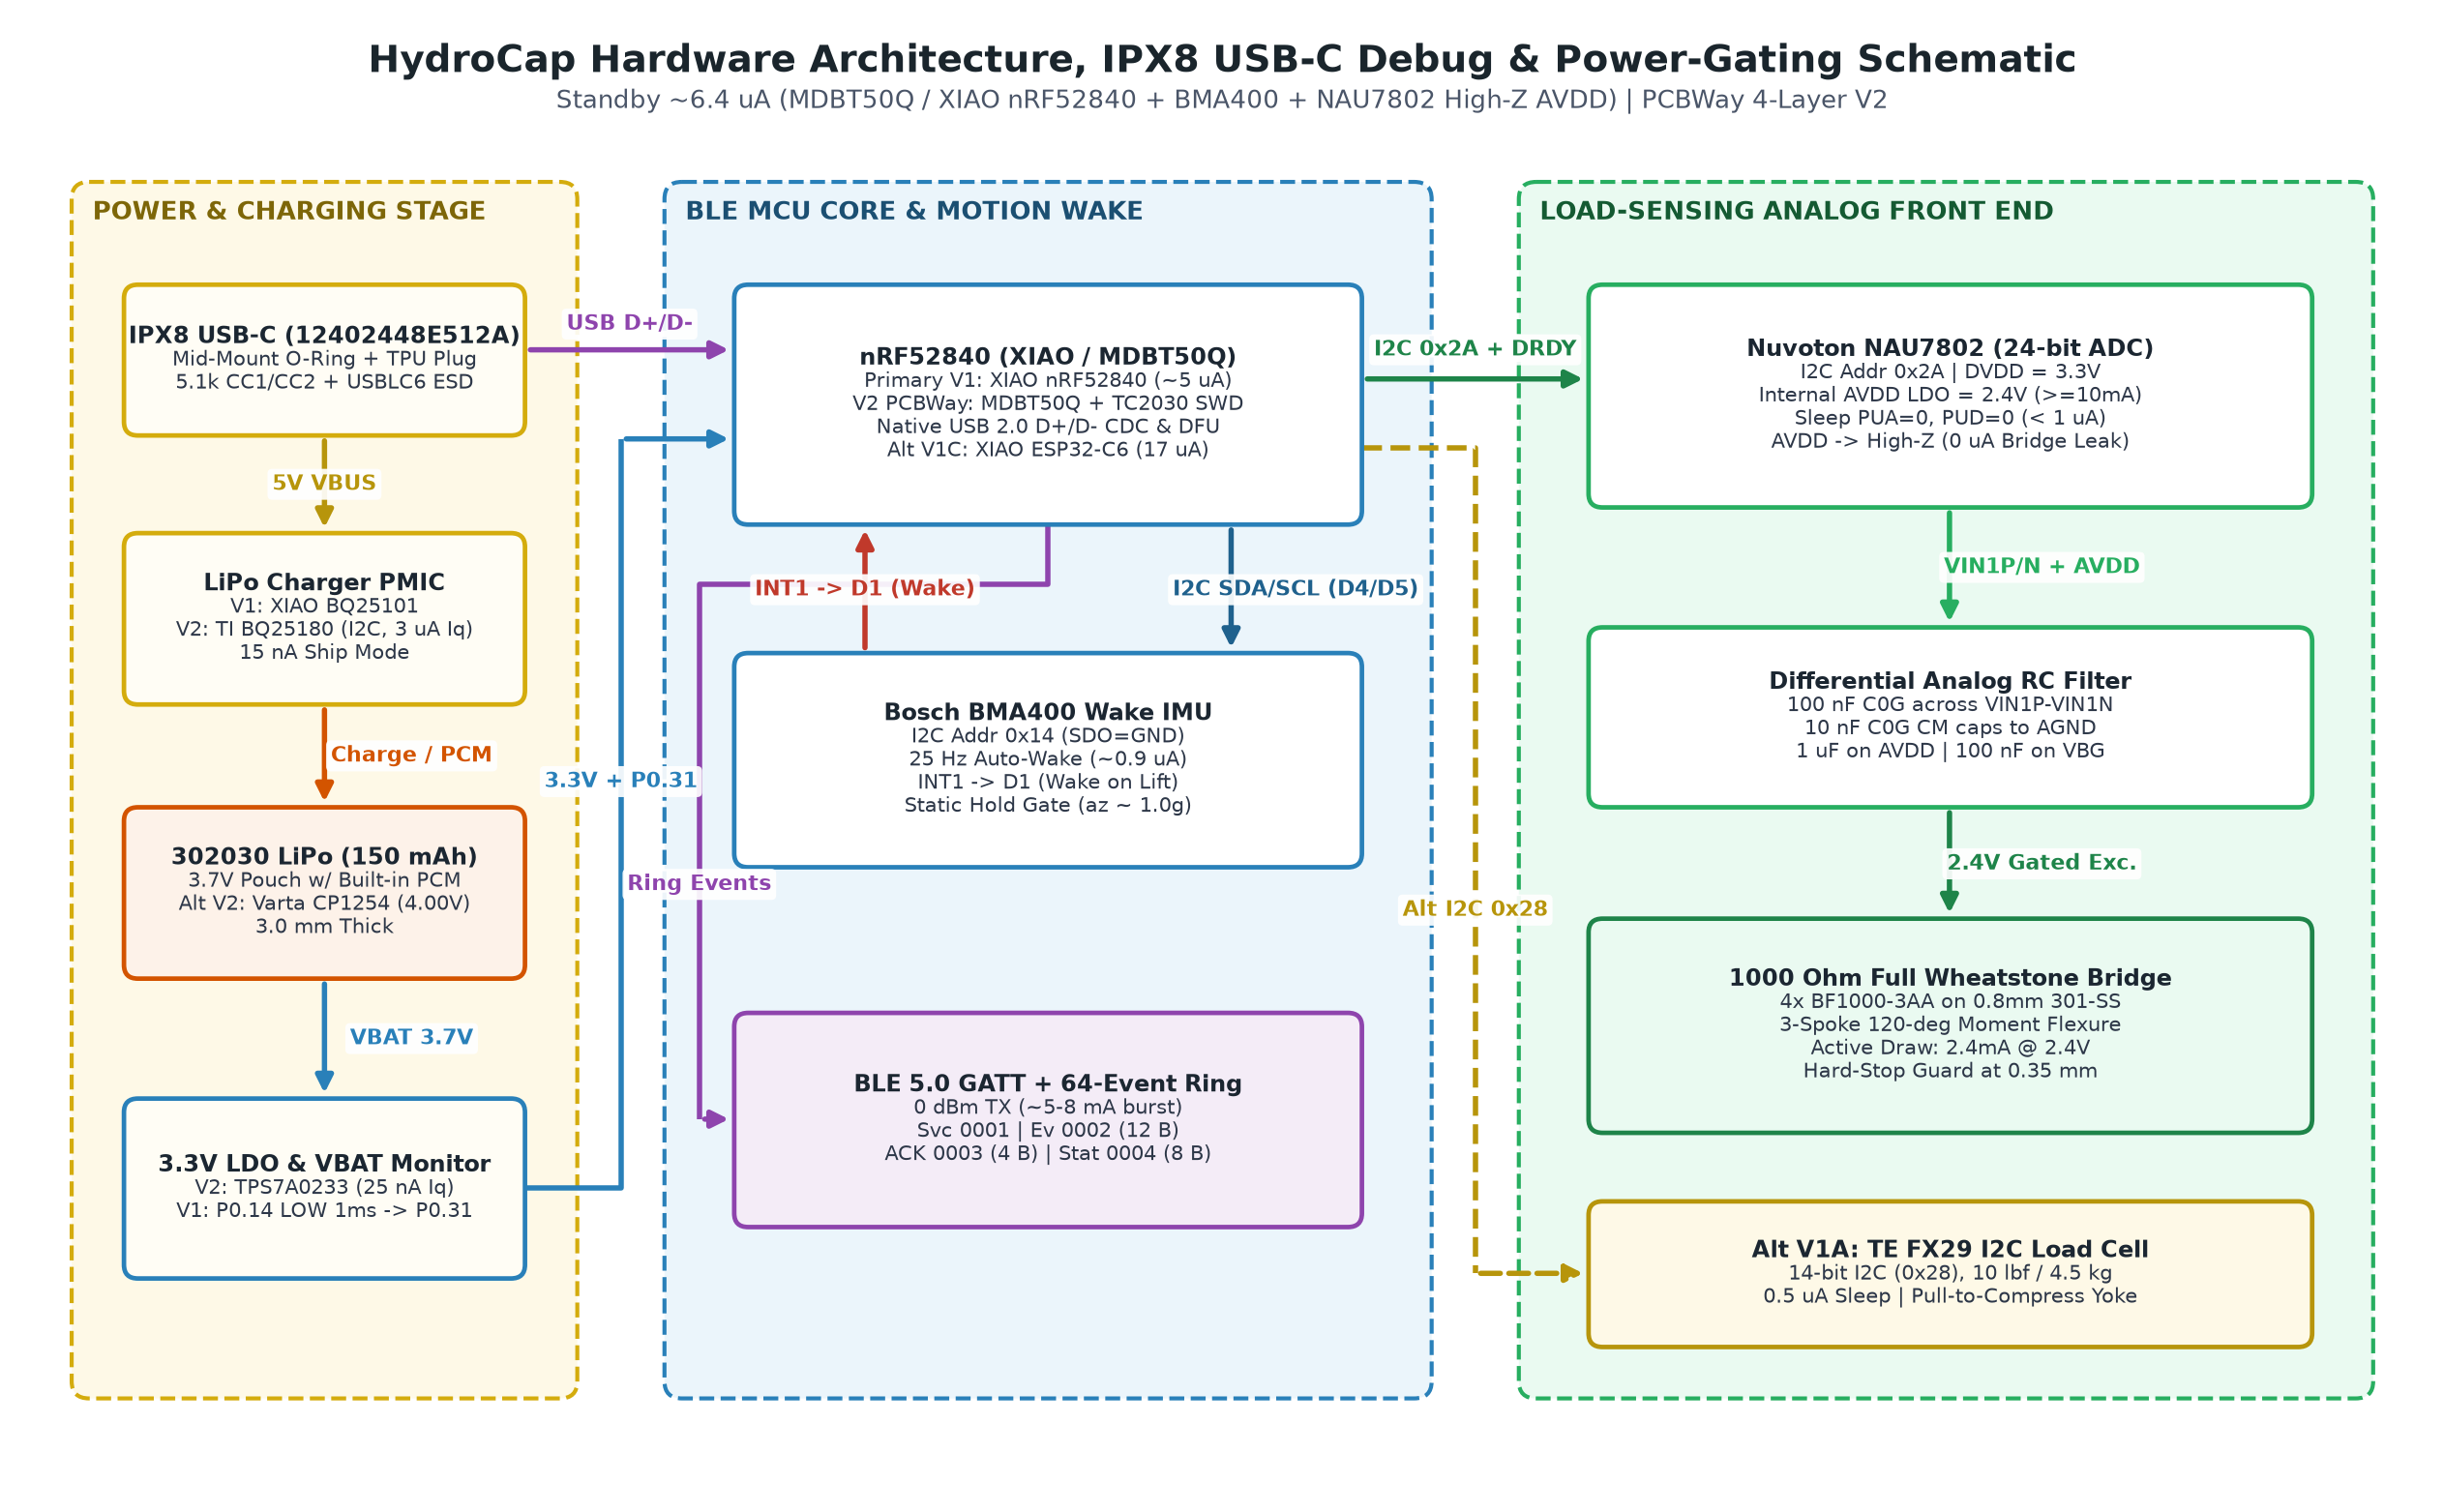 HydroCap Hardware Architecture, IPX8 USB-C Debug & Power-Gating Schematic
Standby ~6.4 uA (MDBT50Q / XIAO nRF52840 + BMA400 + NAU7802 High-Z AVDD) | PCBWay 4-Layer V2
POWER & CHARGING STAGE
IPX8 USB-C (12402448E512A)
Mid-Mount O-Ring + TPU Plug
5.1k CC1/CC2 + USBLC6 ESD
5V VBUS
LiPo Charger PMIC
V1: XIAO BQ25101
V2: TI BQ25180 (I2C, 3 uA Iq)
15 nA Ship Mode
Charge / PCM
302030 LiPo (150 mAh)
3.7V Pouch w/ Built-in PCM
Alt V2: Varta CP1254 (4.00V)
3.0 mm Thick
VBAT 3.7V
3.3V LDO & VBAT Monitor
V2: TPS7A0233 (25 nA Iq)
V1: P0.14 LOW 1ms -> P0.31
USB D+/D-
3.3V + P0.31
BLE MCU CORE & MOTION WAKE
nRF52840 (XIAO / MDBT50Q)
Primary V1: XIAO nRF52840 (~5 uA)
V2 PCBWay: MDBT50Q + TC2030 SWD
Native USB 2.0 D+/D- CDC & DFU
Alt V1C: XIAO ESP32-C6 (17 uA)
INT1 -> D1 (Wake)
I2C SDA/SCL (D4/D5)
Bosch BMA400 Wake IMU
I2C Addr 0x14 (SDO=GND)
25 Hz Auto-Wake (~0.9 uA)
INT1 -> D1 (Wake on Lift)
Static Hold Gate (az ~ 1.0g)
Ring Events
BLE 5.0 GATT + 64-Event Ring
0 dBm TX (~5-8 mA burst)
Svc 0001 | Ev 0002 (12 B)
ACK 0003 (4 B) | Stat 0004 (8 B)
I2C 0x2A + DRDY
Alt I2C 0x28
LOAD-SENSING ANALOG FRONT END
Nuvoton NAU7802 (24-bit ADC)
I2C Addr 0x2A | DVDD = 3.3V
Internal AVDD LDO = 2.4V (>=10mA)
Sleep PUA=0, PUD=0 (< 1 uA)
AVDD -> High-Z (0 uA Bridge Leak)
VIN1P/N + AVDD
Differential Analog RC Filter
100 nF C0G across VIN1P-VIN1N
10 nF C0G CM caps to AGND
1 uF on AVDD | 100 nF on VBG
2.4V Gated Exc.
1000 Ohm Full Wheatstone Bridge
4x BF1000-3AA on 0.8mm 301-SS
3-Spoke 120-deg Moment Flexure
Active Draw: 2.4mA @ 2.4V
Hard-Stop Guard at 0.35 mm
Alt V1A: TE FX29 I2C Load Cell
14-bit I2C (0x28), 10 lbf / 4.5 kg
0.5 uA Sleep | Pull-to-Compress Yoke